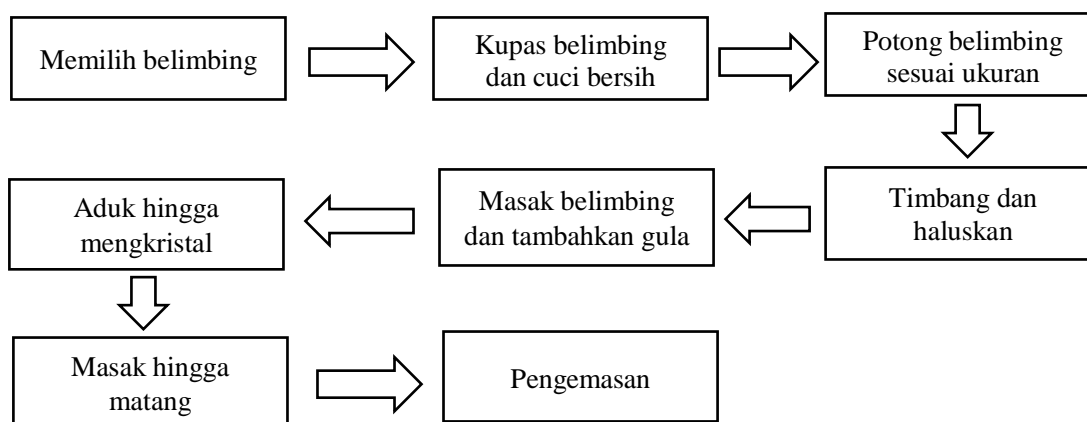 Memilih belimbing
Kupas belimbing
dan cuci bersih
Potong belimbing
sesuai ukuran
Timbang dan
haluskan
Masak belimbing
dan tambahkan gula
Aduk hingga
mengkristal
Masak hingga
matang
Pengemasan